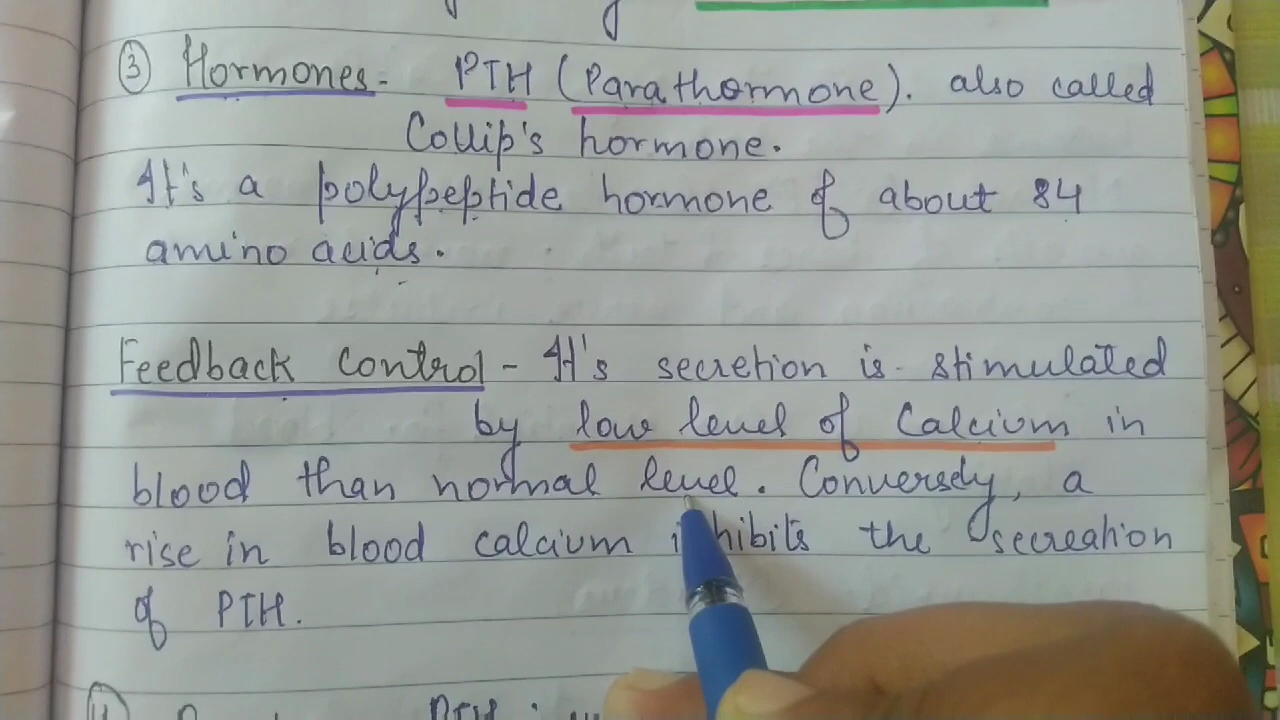 ③ Hormones- PTH (Parathormone). also called
Collip's hormone.
It's a polypeptide hormone of about 84
amino acids.
Feedback control - It's secretion is stimulated
by low level of Calcium in
blood than normal level. Conversely, a
rise in blood calcium inhibits the secreation
of PTH.